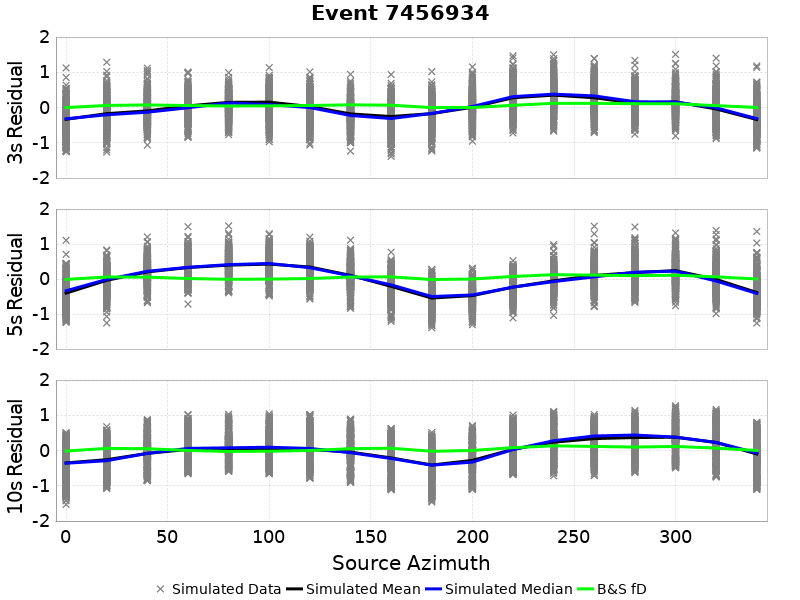 Event 7456934
3s Residual
2
1
0
-1
-2
5s Residual
2
1
0
-1
-2
10s Residual
2
1
0
-1
-2
0 50 100 150 200 250 300
Source Azimuth
Simulated Data Simulated Mean Simulated Median B&S fD